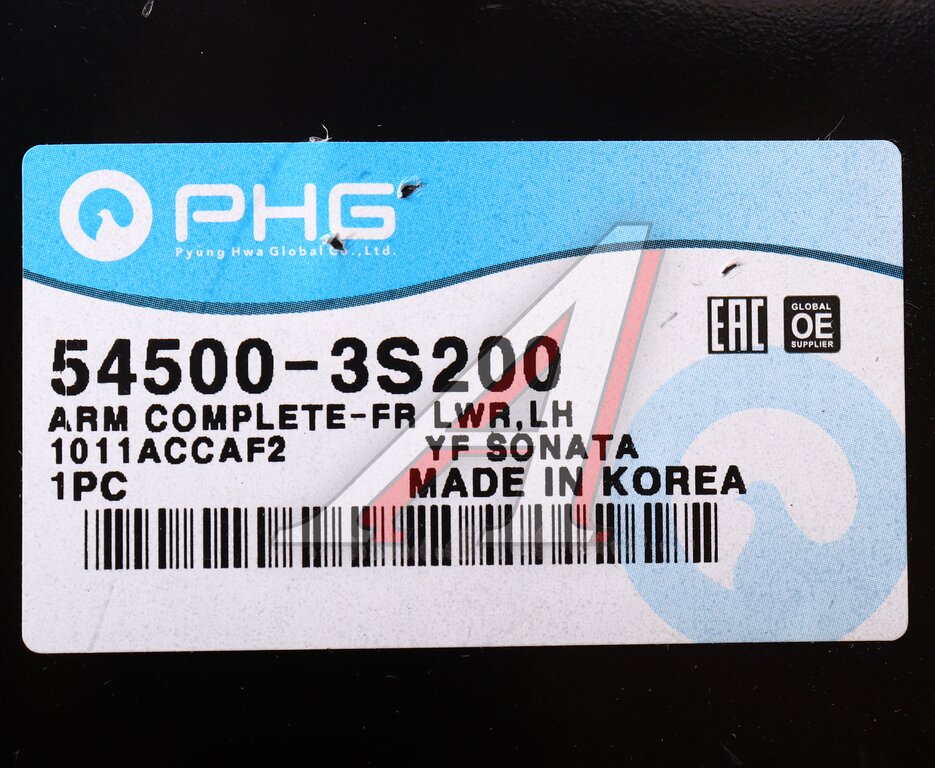 PHG
Pyung Hwa Global Co.,Ltd.
EAC
GLOBAL
OE
SUPPLIER
54500-3S200
ARM COMPLETE-FR LWR,LH
1011ACCAF2 YF SONATA
1PC MADE IN KOREA